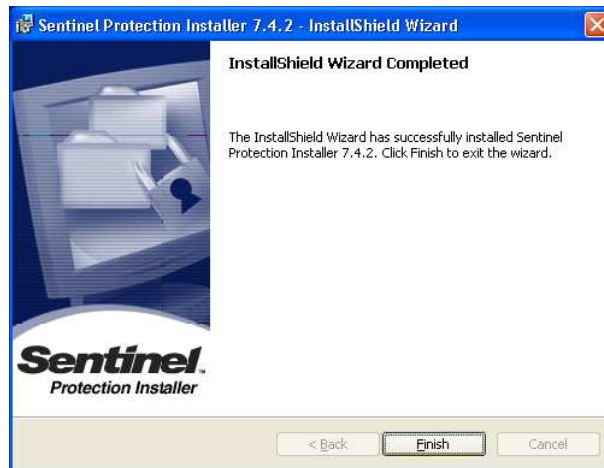 Sentinel Protection Installer 7.4.2 - InstallShield Wizard
InstallShield Wizard Completed
The InstallShield Wizard has successfully installed Sentinel
Protection Installer 7.4.2. Click Finish to exit the wizard.
Sentinel™
Protection Installer
< Back
Finish
Cancel